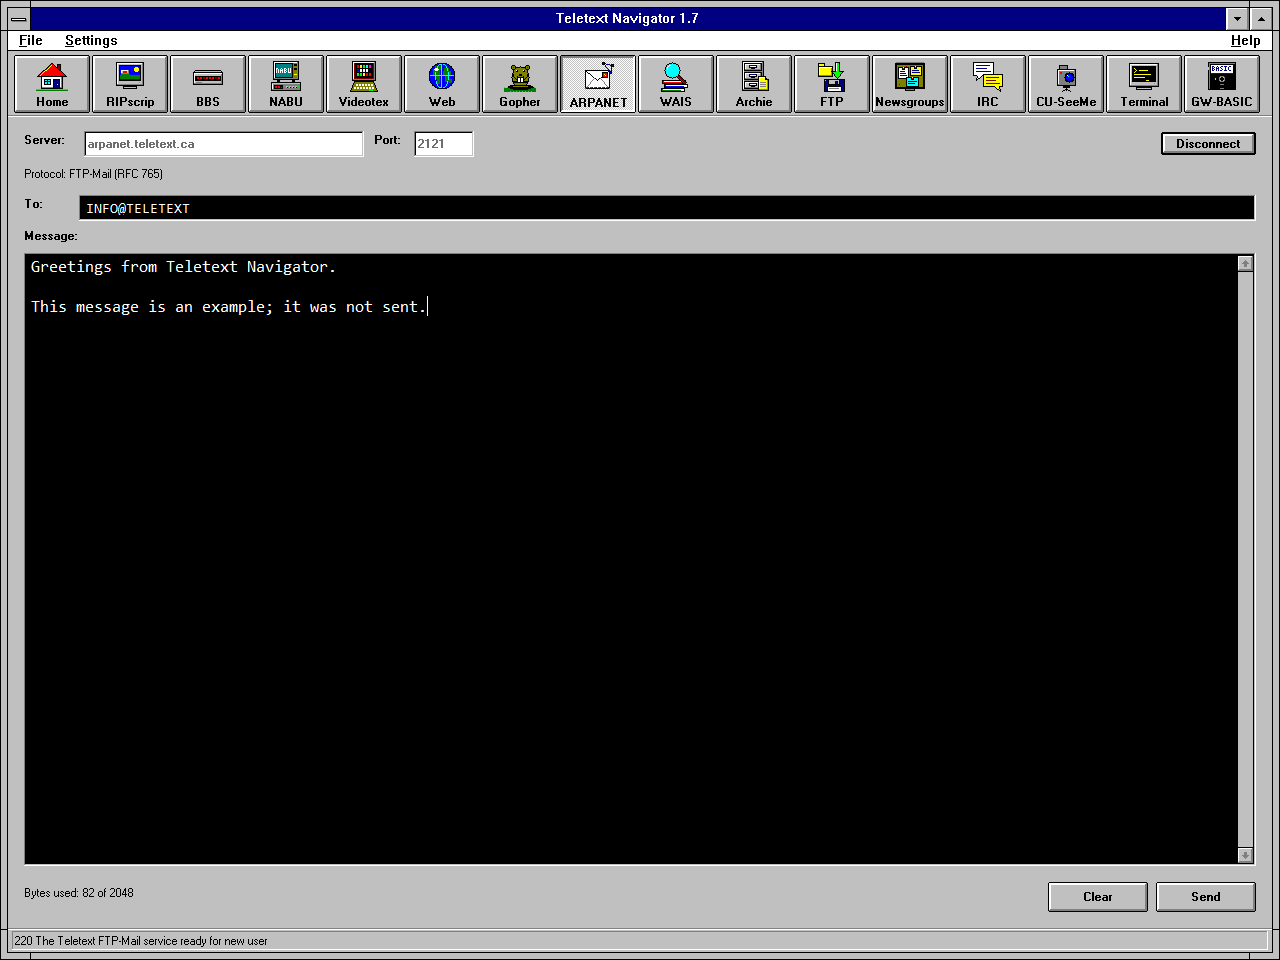 Teletext Navigator 1.7
File Settings Help
Home RIPscrip BBS NABU Videotex Web Gopher ARPANET WAIS Archie FTP Newsgroups IRC CU-SeeMe Terminal GW-BASIC
NABU
BASIC
Server: arpanet.teletext.ca Port: 2121 Disconnect
Protocol: FTP-Mail (RFC 765)
To: INFO@TELETEXT
Message:
Greetings from Teletext Navigator.
This message is an example; it was not sent.
Bytes used: 82 of 2048 Clear Send
220 The Teletext FTP-Mail service ready for new user